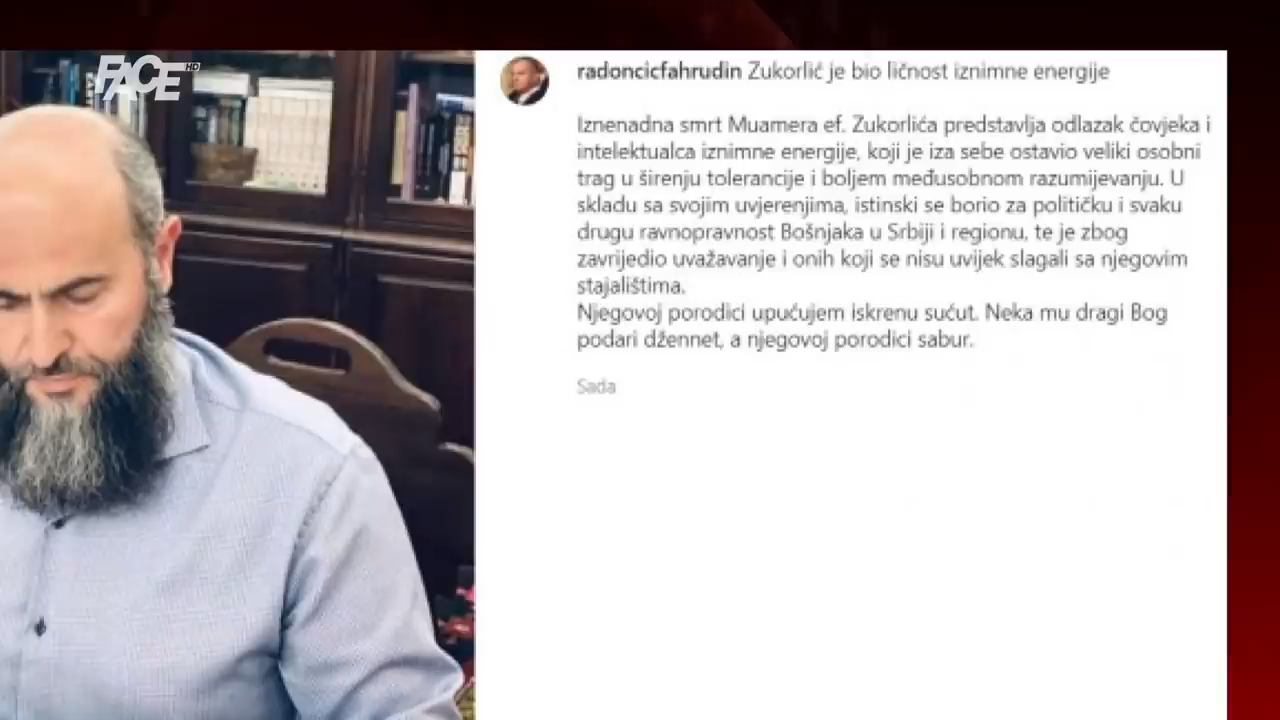 FACE HD
radoncicfahrudin Zukorlić je bio ličnost iznimne energije
Iznenadna smrt Muamera ef. Zukorlića predstavlja odlazak čovjeka i
intelektualca iznimne energije, koji je iza sebe ostavio veliki osobni
trag u širenju tolerancije i boljem međusobnom razumijevanju. U
skladu sa svojim uvjerenjima, istinski se borio za političku i svaku
drugu ravnopravnost Bošnjaka u Srbiji i regionu, te je zbog
zavrijedio uvažavanje i onih koji se nisu uvijek slagali sa njegovim
stajalištima.
Njegovoj porodici upućujem iskrenu sućut. Neka mu dragi Bog
podari džennet, a njegovoj porodici sabur.
Sada